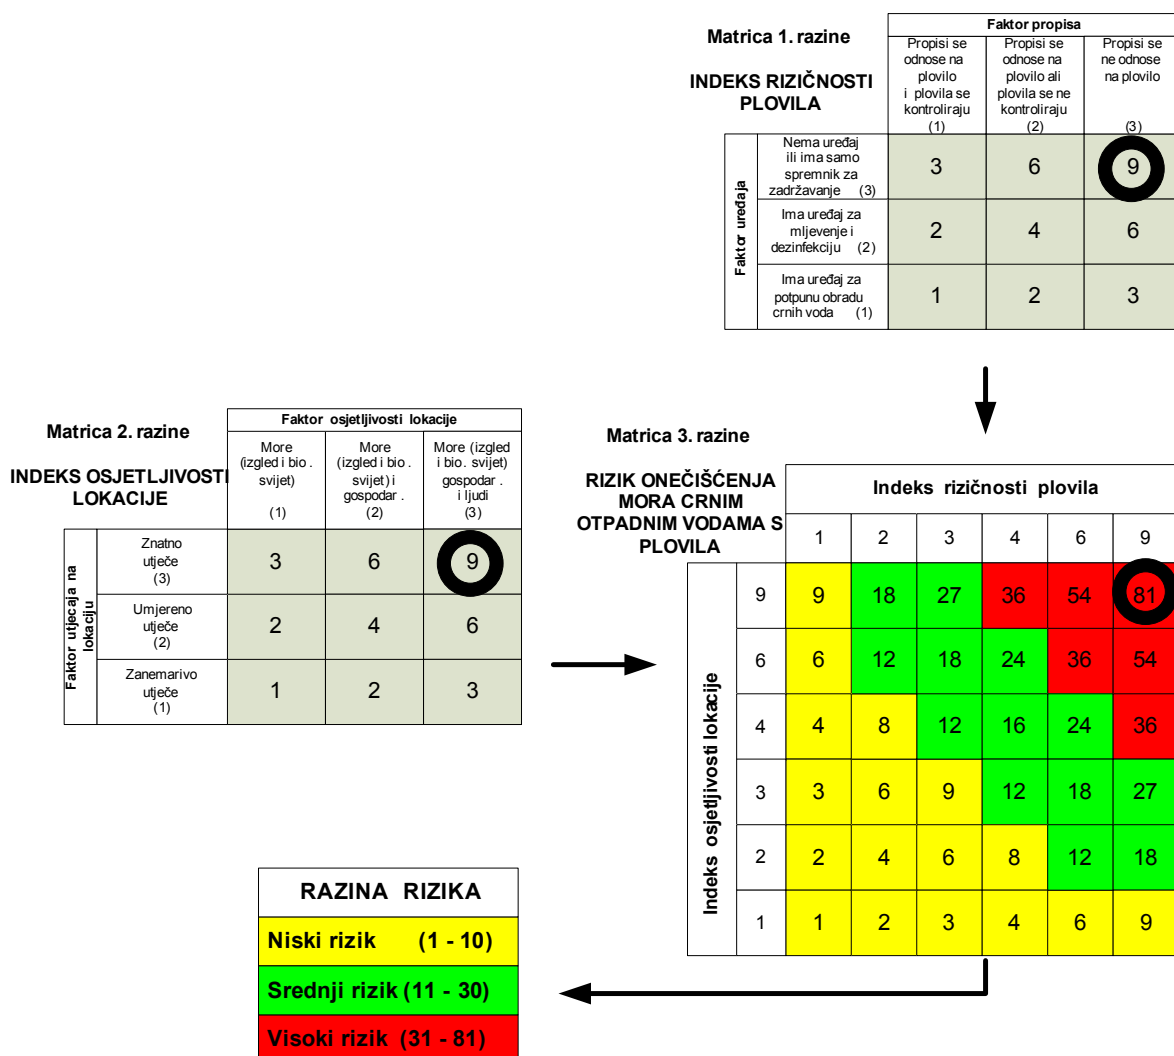 Matrica 1. razine
INDEKS RIZIČNOSTI
PLOVILA
Faktor propisa
Propisi se
odnose na
plovilo
i plovila se
kontroliraju
(1)
Propisi se
odnose na
plovilo ali
plovila se ne
kontroliraju
(2)
Propisi se
ne odnose
na plovilo
(3)
Faktor uređaja
Nema uređaj
ili ima samo
spremnik za
zadržavanje (3)
3 6 9
Ima uređaj za
mljevenje i
dezinfekciju (2)
2 4 6
Ima uređaj za
potpunu obradu
crnih voda (1)
1 2 3
Matrica 2. razine
INDEKS OSJETLJIVOSTI
LOKACIJE
Faktor osjetljivosti lokacije
More
(izgled i bio.
svijet)
(1)
More
(izgled i bio.
svijet) i
gospodar.
(2)
More (izgled
i bio. svijet)
gospodar.
i ljudi
(3)
Faktor utjecaja na
lokaciju
Znatno
utječe
(3)
3 6 9
Umjereno
utječe
(2)
2 4 6
Zanemarivo
utječe
(1)
1 2 3
Matrica 3. razine
RIZIK ONEČIŠĆENJA
MORA CRNIM
OTPADNIM VODAMA S
PLOVILA
Indeks rizičnosti plovila
1 2 3 4 6 9
Indeks osjetljivosti lokacije
9 9 18 27 36 54 81
6 6 12 18 24 36 54
4 4 8 12 16 24 36
3 3 6 9 12 18 27
2 2 4 6 8 12 18
1 1 2 3 4 6 9
RAZINA RIZIKA
Niski rizik (1 - 10)
Srednji rizik (11 - 30)
Visoki rizik (31 - 81)